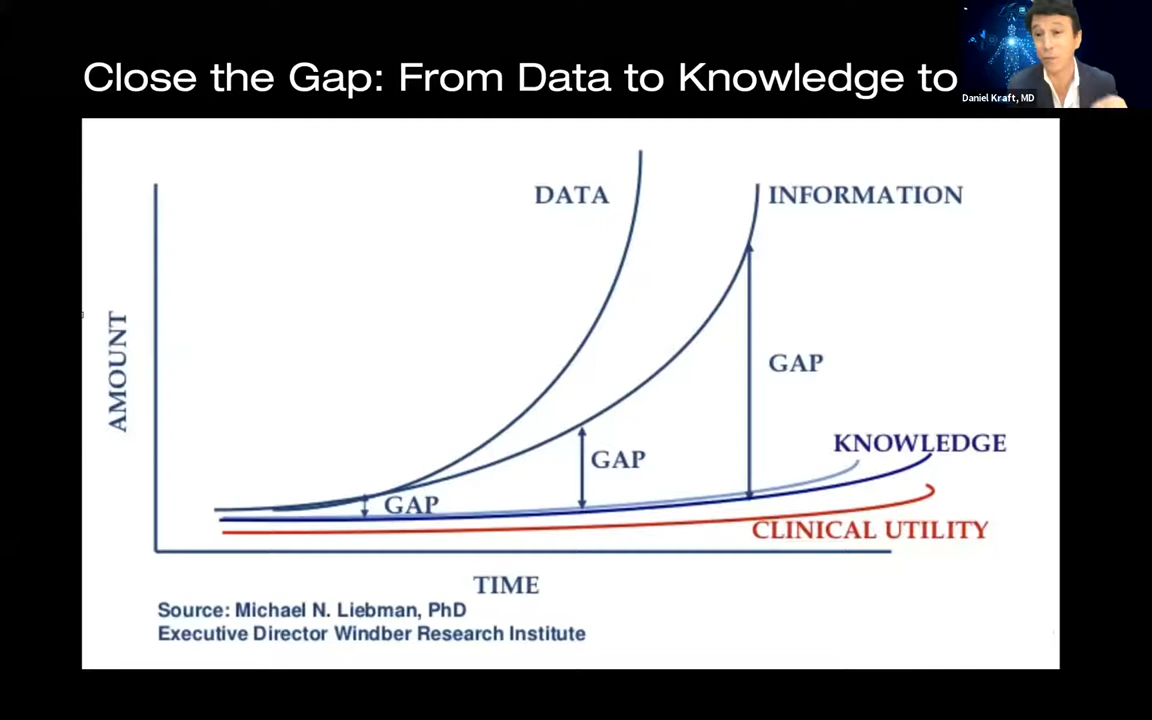 Close the Gap: From Data to Knowledge to
Daniel Kraft, MD
DATA
INFORMATION
AMOUNT
GAP
KNOWLEDGE
GAP
GAP
CLINICAL UTILITY
TIME
Source: Michael N. Liebman, PhD
Executive Director Windber Research Institute